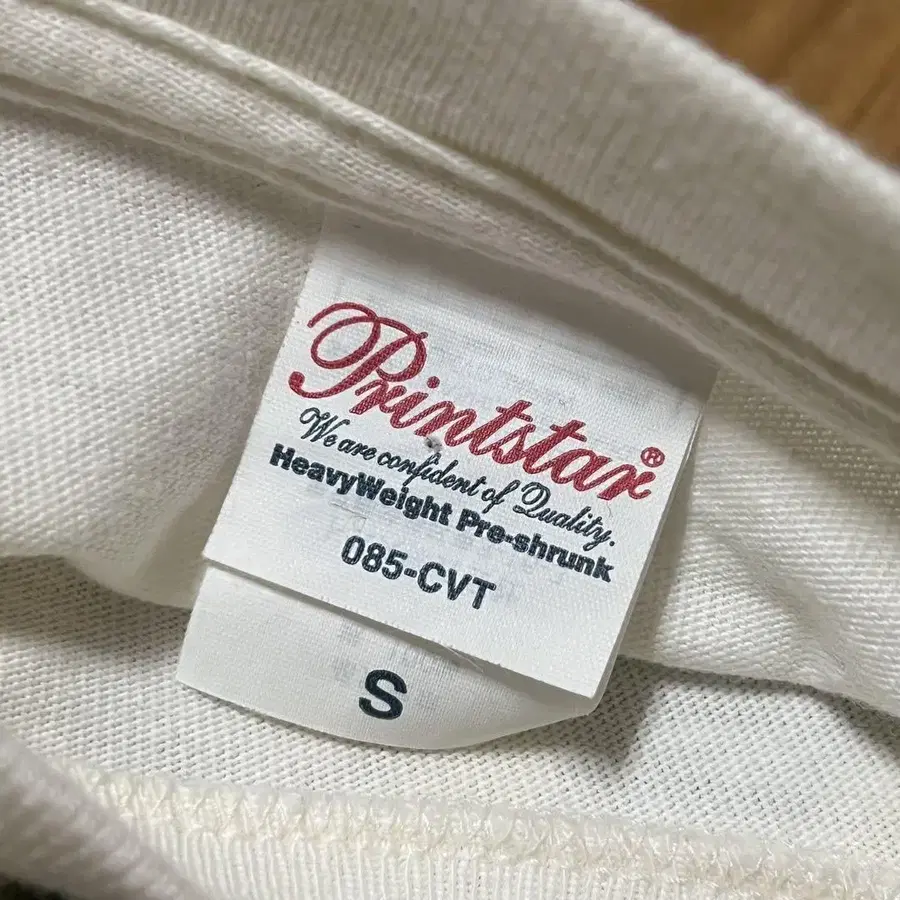 Printstar®
We are confident of Quality.
HeavyWeight Pre-shrunk
085-CVT
S